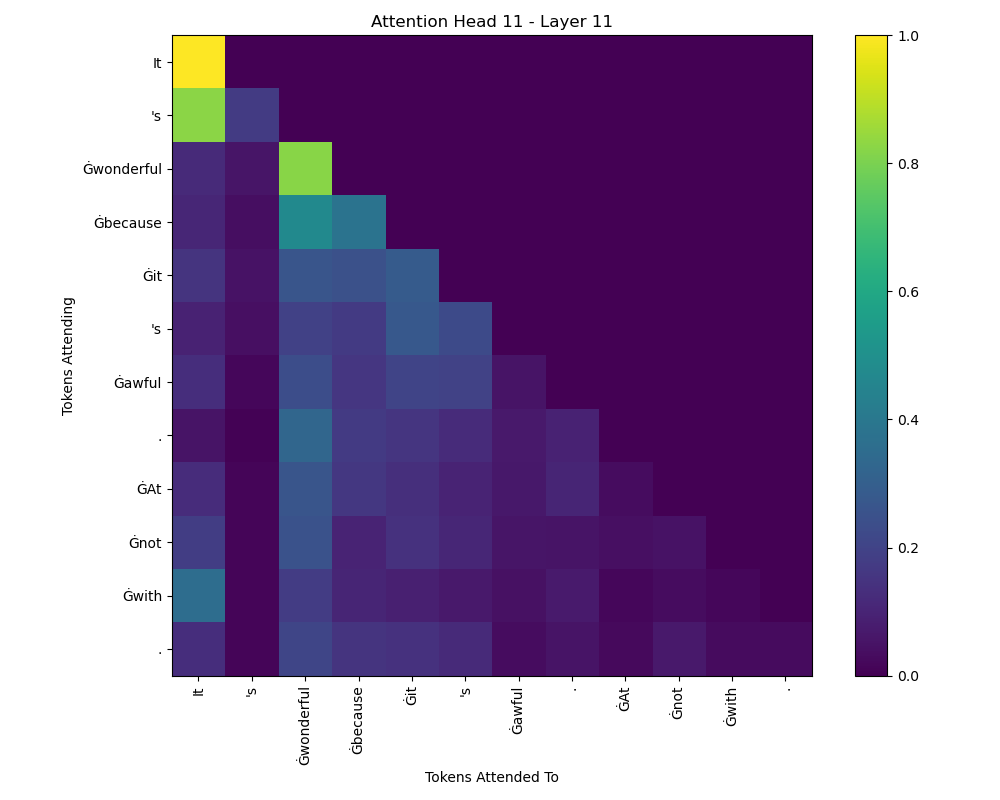 Attention Head 11 - Layer 11
It
's
Ġwonderful
Ġbecause
Ġit
's
Ġawful
.
ĠAt
Ġnot
Ġwith
.
Tokens Attending
It
's
Ġwonderful
Ġbecause
Ġit
's
Ġawful
.
ĠAt
Ġnot
Ġwith
.
Tokens Attended To
1.0
0.8
0.6
0.4
0.2
0.0